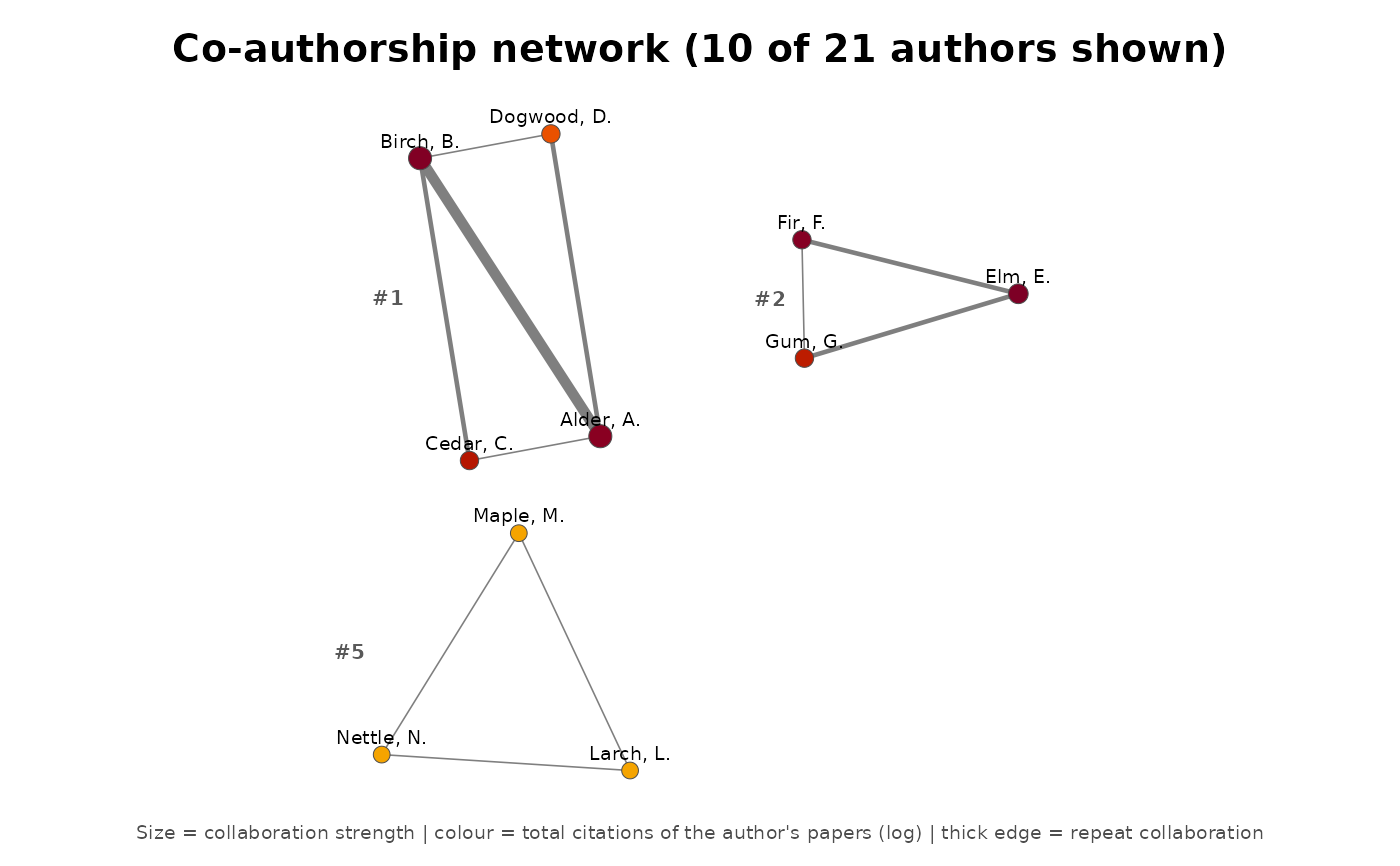 Co-authorship network (10 of 21 authors shown)
Dogwood, D.
Birch, B.
Fir, F.
Elm, E.
#1
#2
Gum, G.
Alder, A.
Cedar, C.
Maple, M.
#5
Nettle, N.
Larch, L.
Size = collaboration strength | colour = total citations of the author's papers (log) | thick edge = repeat collaboration